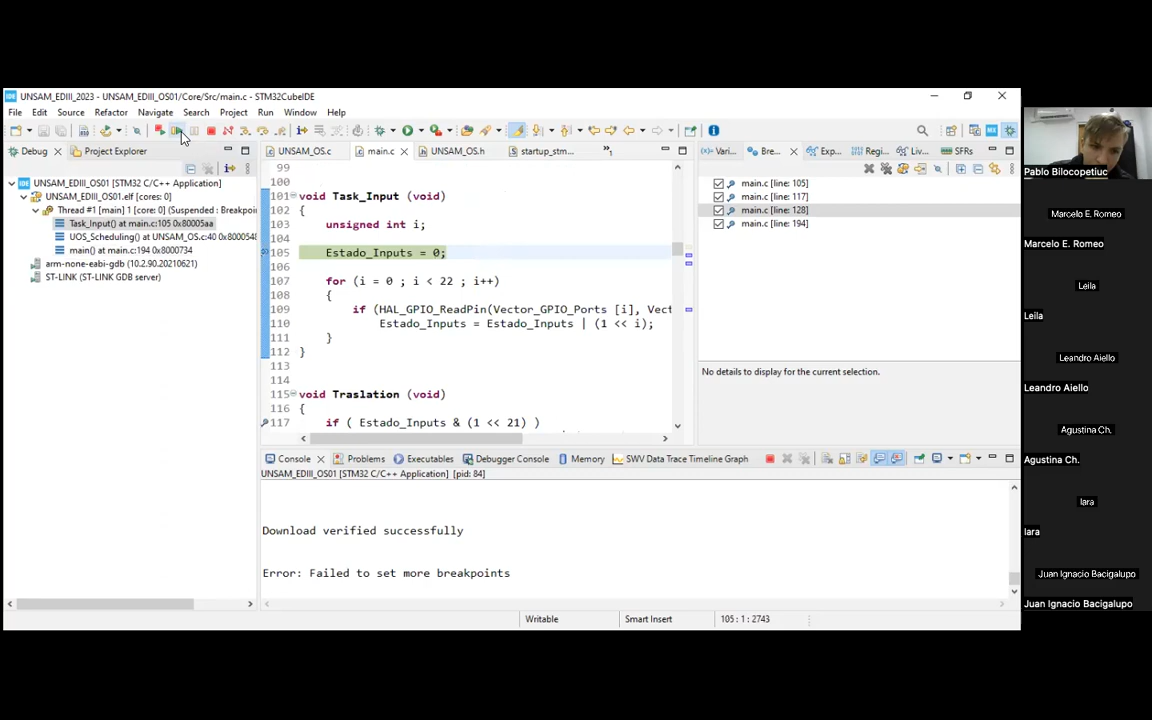 UNSAM_EDIII_2023 - UNSAM_EDIII_OS01/Core/Src/main.c - STM32CubeIDE
File Edit Source Refactor Navigate Search Project Run Window Help
Debug Project Explorer
UNSAM_EDIII_OS01 [STM32 C/C++ Application]
UNSAM_EDIII_OS01.elf [cores: 0]
Thread #1 [main] 1 [core: 0] (Suspended : Breakpoi
Task_Input() at main.c:105 0x80005aa
UOS_Scheduling() at UNSAM_OS.c:40 0x8000548
main() at main.c:194 0x8000734
arm-none-eabi-gdb (10.2.90.20210621)
ST-LINK (ST-LINK GDB server)
UNSAM_OS.c main.c UNSAM_OS.h startup_stm... »1
99
100
101 void Task_Input (void)
102 {
103 unsigned int i;
104
105 Estado_Inputs = 0;
106
107 for (i = 0 ; i < 22 ; i++)
108 {
109 if (HAL_GPIO_ReadPin(Vector_GPIO_Ports [i], Vect
110 Estado_Inputs = Estado_Inputs | (1 << i);
111 }
112 }
113
114
115 void Traslation (void)
116 {
117 if ( Estado_Inputs & (1 << 21) )
(x)= Vari... Bre... Exp... Regi... Liv... SFRs
main.c [line: 105]
main.c [line: 117]
main.c [line: 128]
main.c [line: 194]
No details to display for the current selection.
Console Problems Executables Debugger Console Memory SWV Data Trace Timeline Graph
UNSAM_EDIII_OS01 [STM32 C/C++ Application] [pid: 84]
Download verified successfully
Error: Failed to set more breakpoints
Writable Smart Insert 105 : 1 : 2743
Pablo Bilocopetiuc
Marcelo E. Romeo
Marcelo E. Romeo
Leila
Leila
Leandro Aiello
Leandro Aiello
Agustina Ch.
Agustina Ch.
Iara
Iara
Juan Ignacio Bacigalupo
Juan Ignacio Bacigalupo